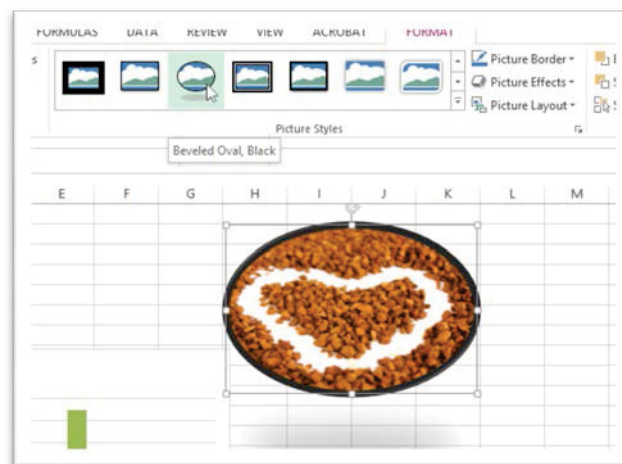 FORMULAS DATA REVIEW VIEW ACROBAT FORMAT
s
Picture Border
Picture Effects
Picture Layout
Picture Styles
Beveled Oval, Black
E F G H I J K L M